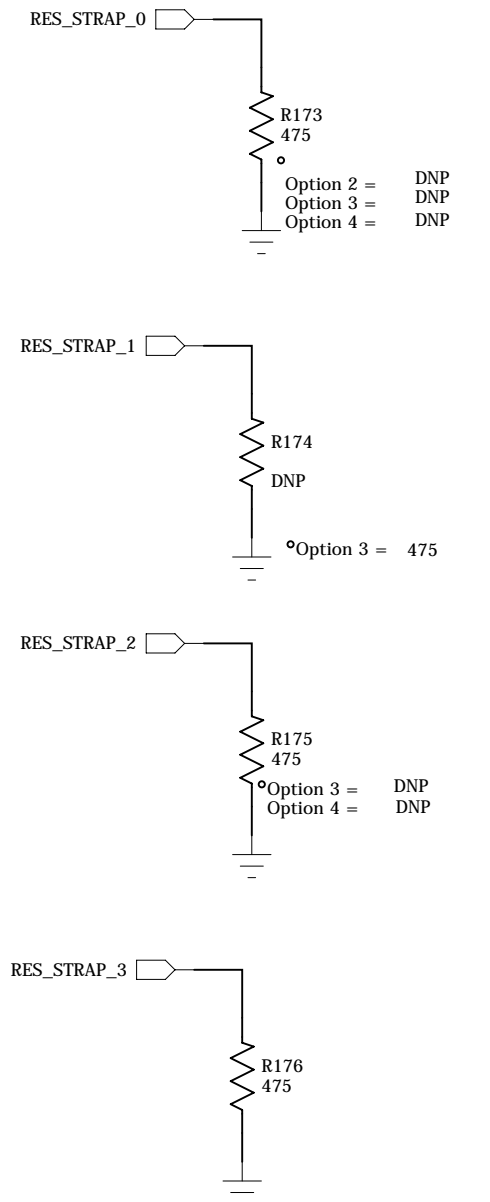 RES_STRAP_0
R173
475
Option 2 = DNP
Option 3 = DNP
Option 4 = DNP
RES_STRAP_1
R174
DNP
Option 3 = 475
RES_STRAP_2
R175
475
Option 3 = DNP
Option 4 = DNP
RES_STRAP_3
R176
475